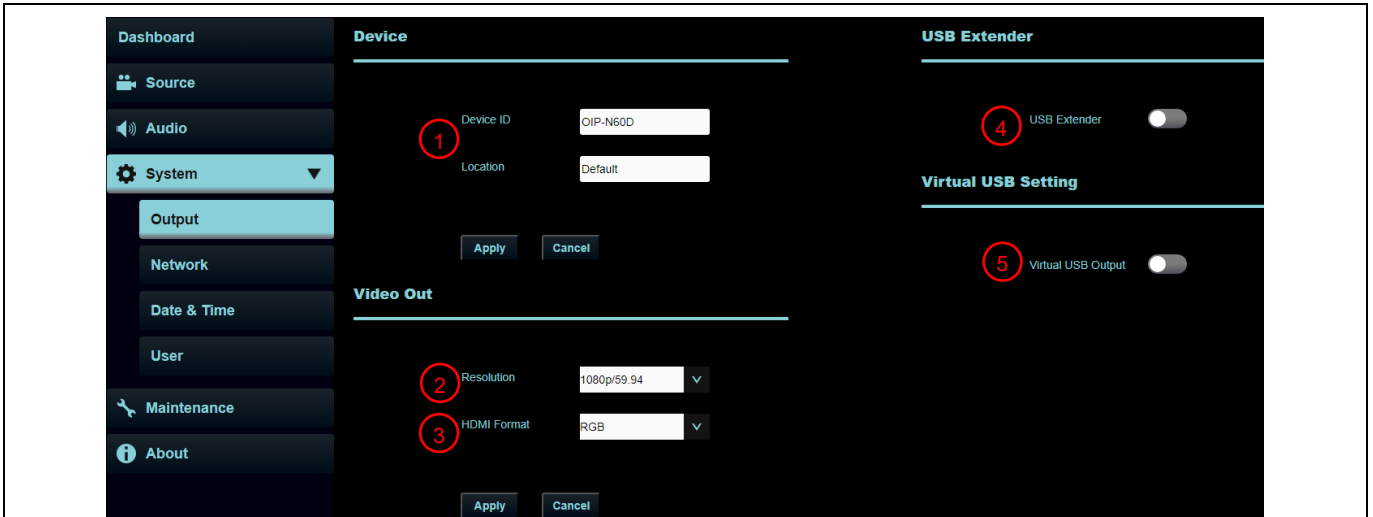 Dashboard
Source
Audio
System
Output
Network
Date & Time
User
Maintenance
About
Device
1
Device ID
OIP-N60D
Location
Default
Apply Cancel
Video Out
2
Resolution
1080p/59.94
3
HDMI Format
RGB
Apply Cancel
USB Extender
4
USB Extender
Virtual USB Setting
5
Virtual USB Output